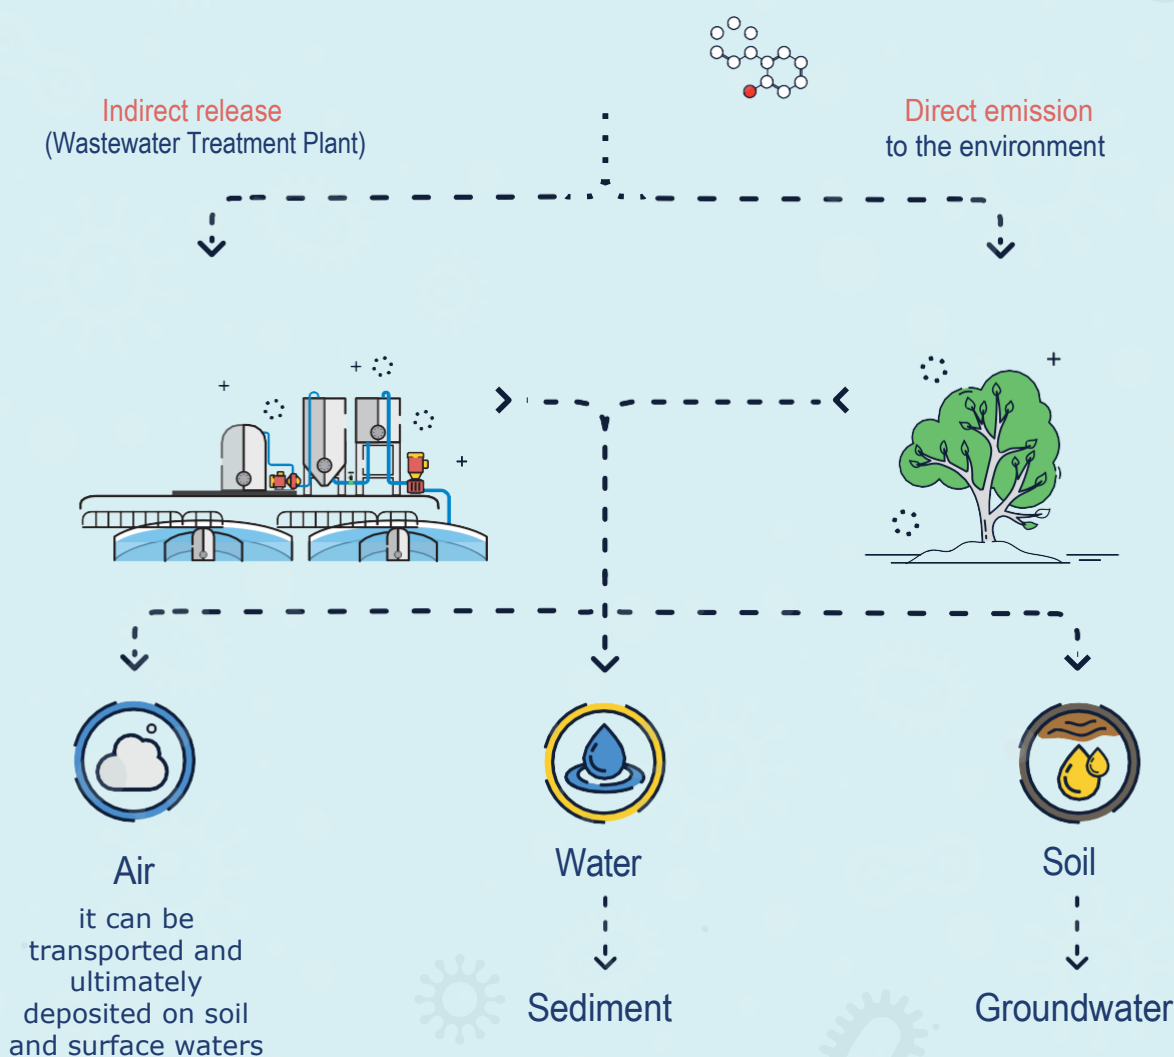 Indirect release
(Wastewater Treatment Plant)
Direct emission
to the environment
Air
it can be
transported and
ultimately
deposited on soil
and surface waters
Water
Sediment
Soil
Groundwater